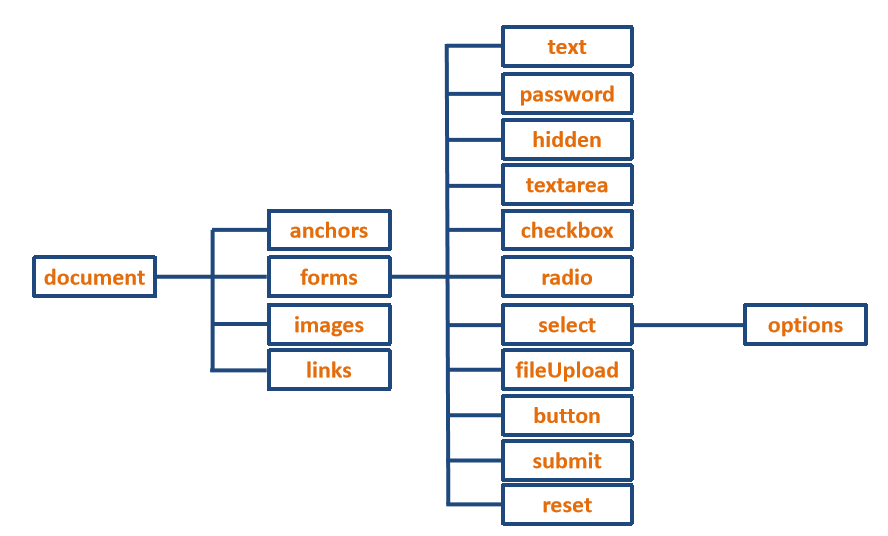 document
anchors
forms
images
links
text
password
hidden
textarea
checkbox
radio
select
fileUpload
button
submit
reset
options